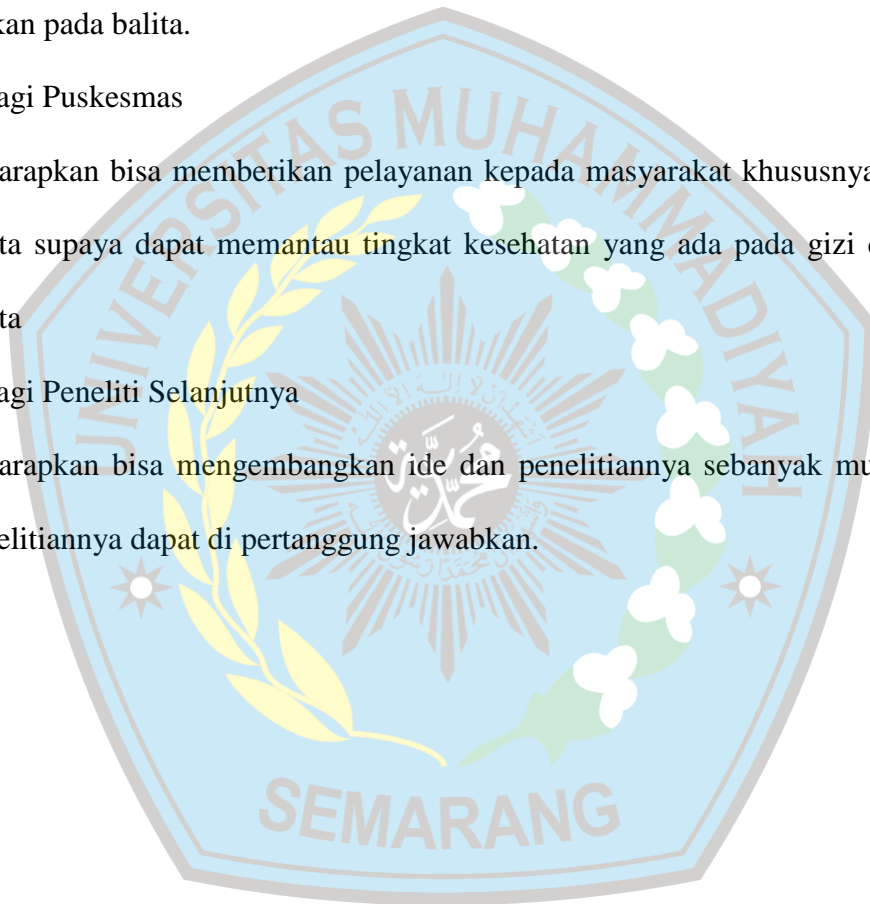 kan pada balita.
agi Puskesmas
arapkan bisa memberikan pelayanan kepada masyarakat khususnya
ta supaya dapat memantau tingkat kesehatan yang ada pada gizi
ta
agi Peneliti Selanjutnya
arapkan bisa mengembangkan ide dan penelitiannya sebanyak mu
elitiannya dapat di pertanggung jawabkan.
UNIVERSITAS MUHAMMADIYAH
SEMARANG
محمدية